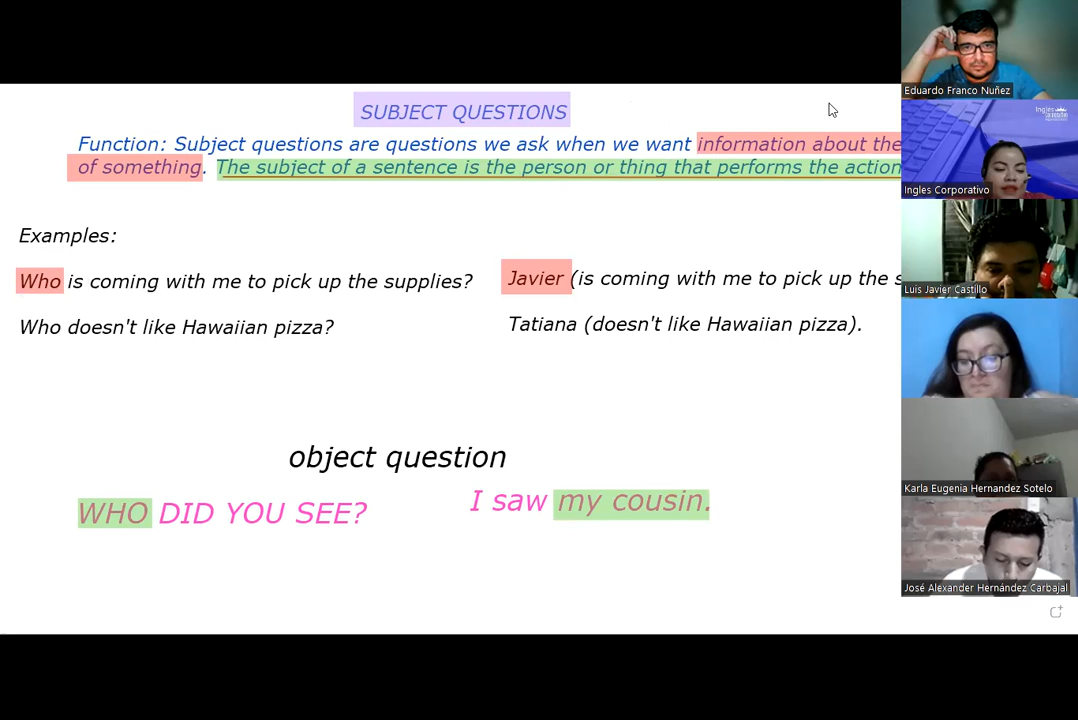 SUBJECT QUESTIONS
Function: Subject questions are questions we ask when we want information about the
of something. The subject of a sentence is the person or thing that performs the action
Examples:
Who is coming with me to pick up the supplies?
Javier (is coming with me to pick up the s
Who doesn't like Hawaiian pizza?
Tatiana (doesn't like Hawaiian pizza).
object question
WHO DID YOU SEE?
I saw my cousin.
Eduardo Franco Nuñez
Ingles Corporativo
Luis Javier Castillo
Karla Eugenia Hernandez Sotelo
José Alexander Hernández Carbajal